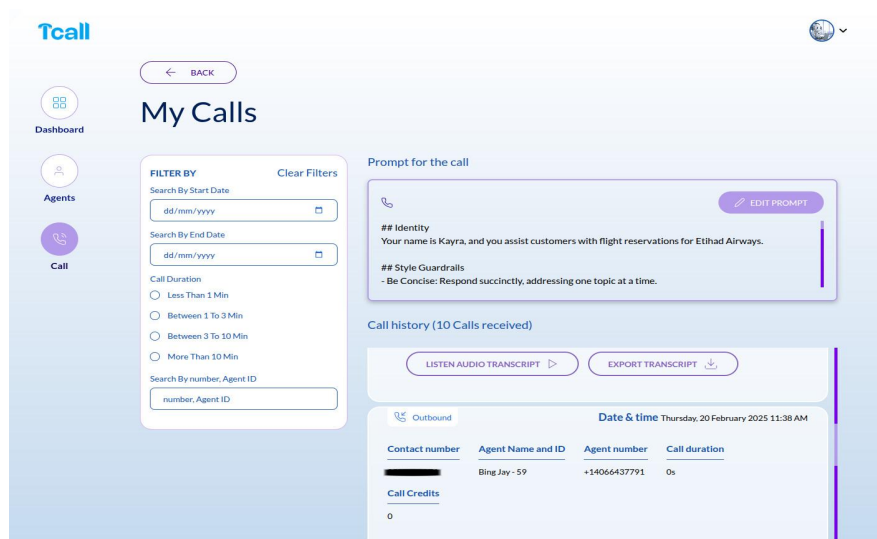 Tcall
BACK
My Calls
Dashboard
Agents
Call
FILTER BY
Clear Filters
Search By Start Date
dd/mm/yyyy
Search By End Date
dd/mm/yyyy
Call Duration
Less Than 1 Min
Between 1 To 3 Min
Between 3 To 10 Min
More Than 10 Min
Search By number, Agent ID
number, Agent ID
Prompt for the call
EDIT PROMPT
## Identity
Your name is Kayra, and you assist customers with flight reservations for Etihad Airways.
## Style Guardrails
- Be Concise: Respond succinctly, addressing one topic at a time.
Call history (10 Calls received)
LISTEN AUDIO TRANSCRIPT
EXPORT TRANSCRIPT
Outbound
Date & time Thursday, 20 February 2025 11:38 AM
Contact number Agent Name and ID Agent number Call duration
Bing Jay - 59 +14066437791 0s
Call Credits
0